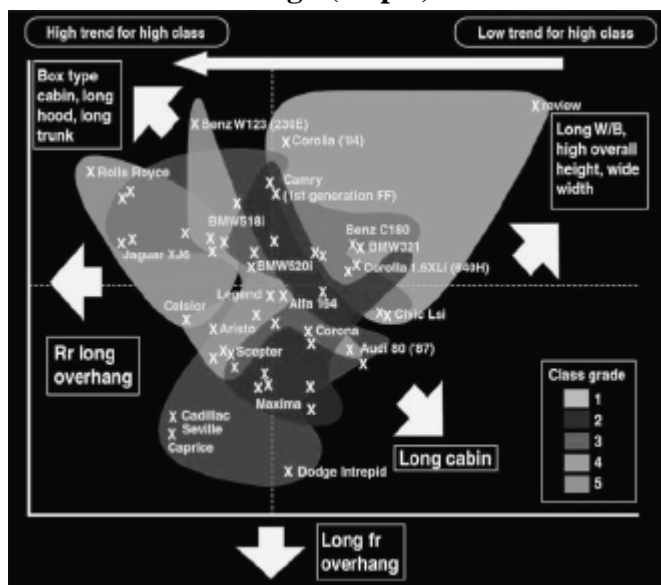 High trend for high class
Low trend for high class
Box type
cabin, long
hood, long
trunk
review
Benz W123 (230E)
Corolla ('84)
Long W/B,
high overall
height, wide
width
Rolls Royce
Camry
(1st generation FF)
BMW518i
Benz C180
BMW321
Jaguar XJ6
BMW520i
Corolla 1.6XLi
Legend
Alfa 164
Celsior
Civic Lsi
Aristo
Corona
Rr long
overhang
Scepter
Audi 80 ('87)
Class grade
1
2
3
4
5
Maxima
Cadillac
Seville
Caprice
Long cabin
Dodge Intrepid
Long fr
overhang